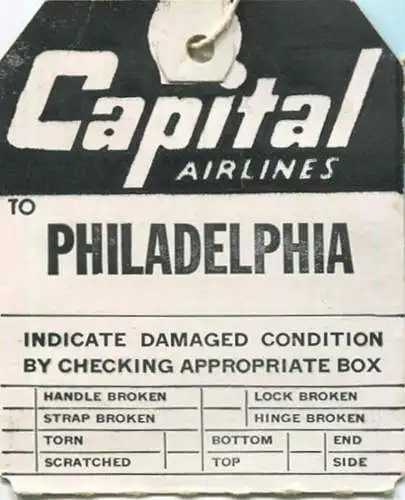 Capital
AIRLINES
TO
PHILADELPHIA
INDICATE DAMAGED CONDITION
BY CHECKING APPROPRIATE BOX
HANDLE BROKEN LOCK BROKEN
STRAP BROKEN HINGE BROKEN
TORN BOTTOM END
SCRATCHED TOP SIDE